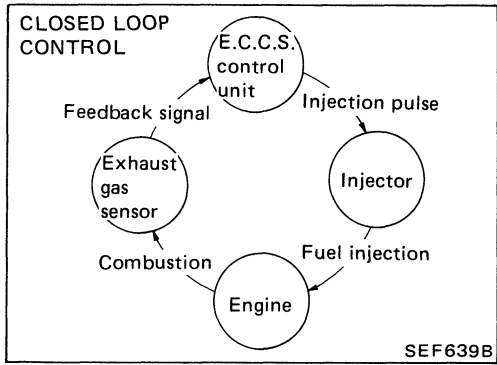 CLOSED LOOP
CONTROL
E.C.C.S.
control
unit
Feedback signal
Injection pulse
Exhaust
gas
sensor
Injector
Combustion
Fuel injection
Engine
SEF639B